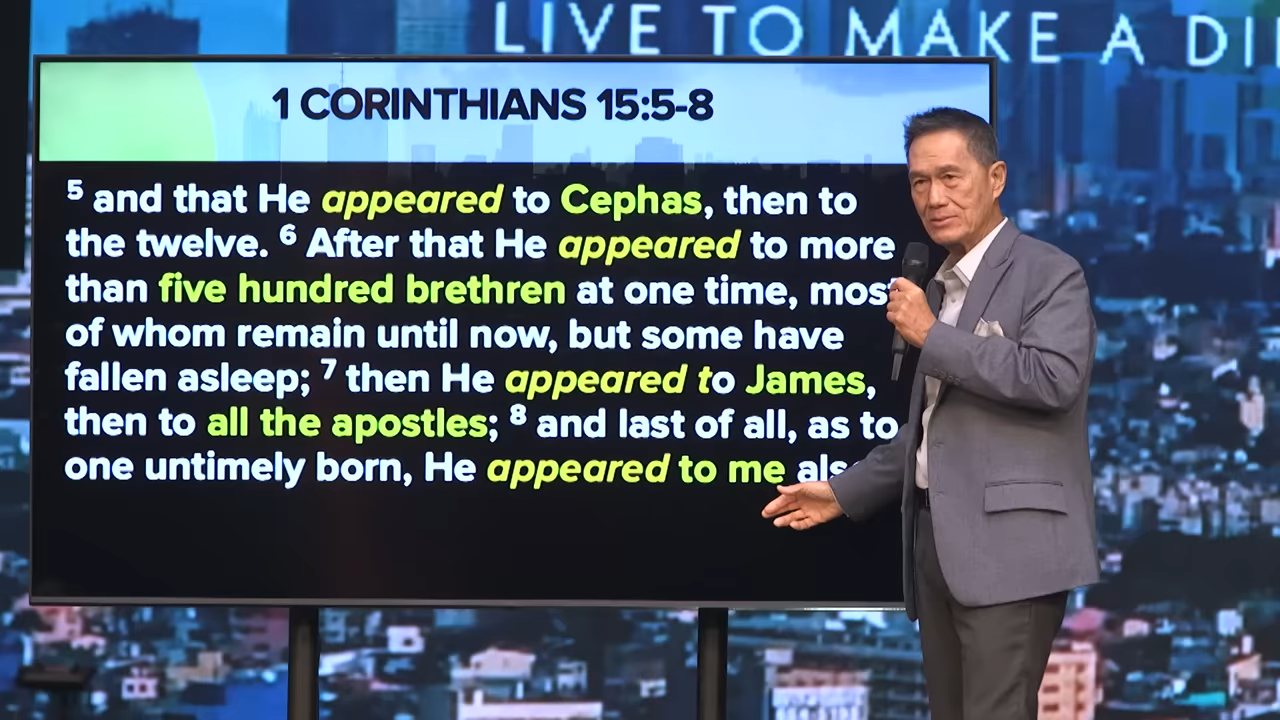 LIVE TO MAKE A DI
1 CORINTHIANS 15:5-8
5 and that He appeared to Cephas, then to
the twelve. 6 After that He appeared to more
than five hundred brethren at one time, most
of whom remain until now, but some have
fallen asleep; 7 then He appeared to James,
then to all the apostles; 8 and last of all, as to
one untimely born, He appeared to me als